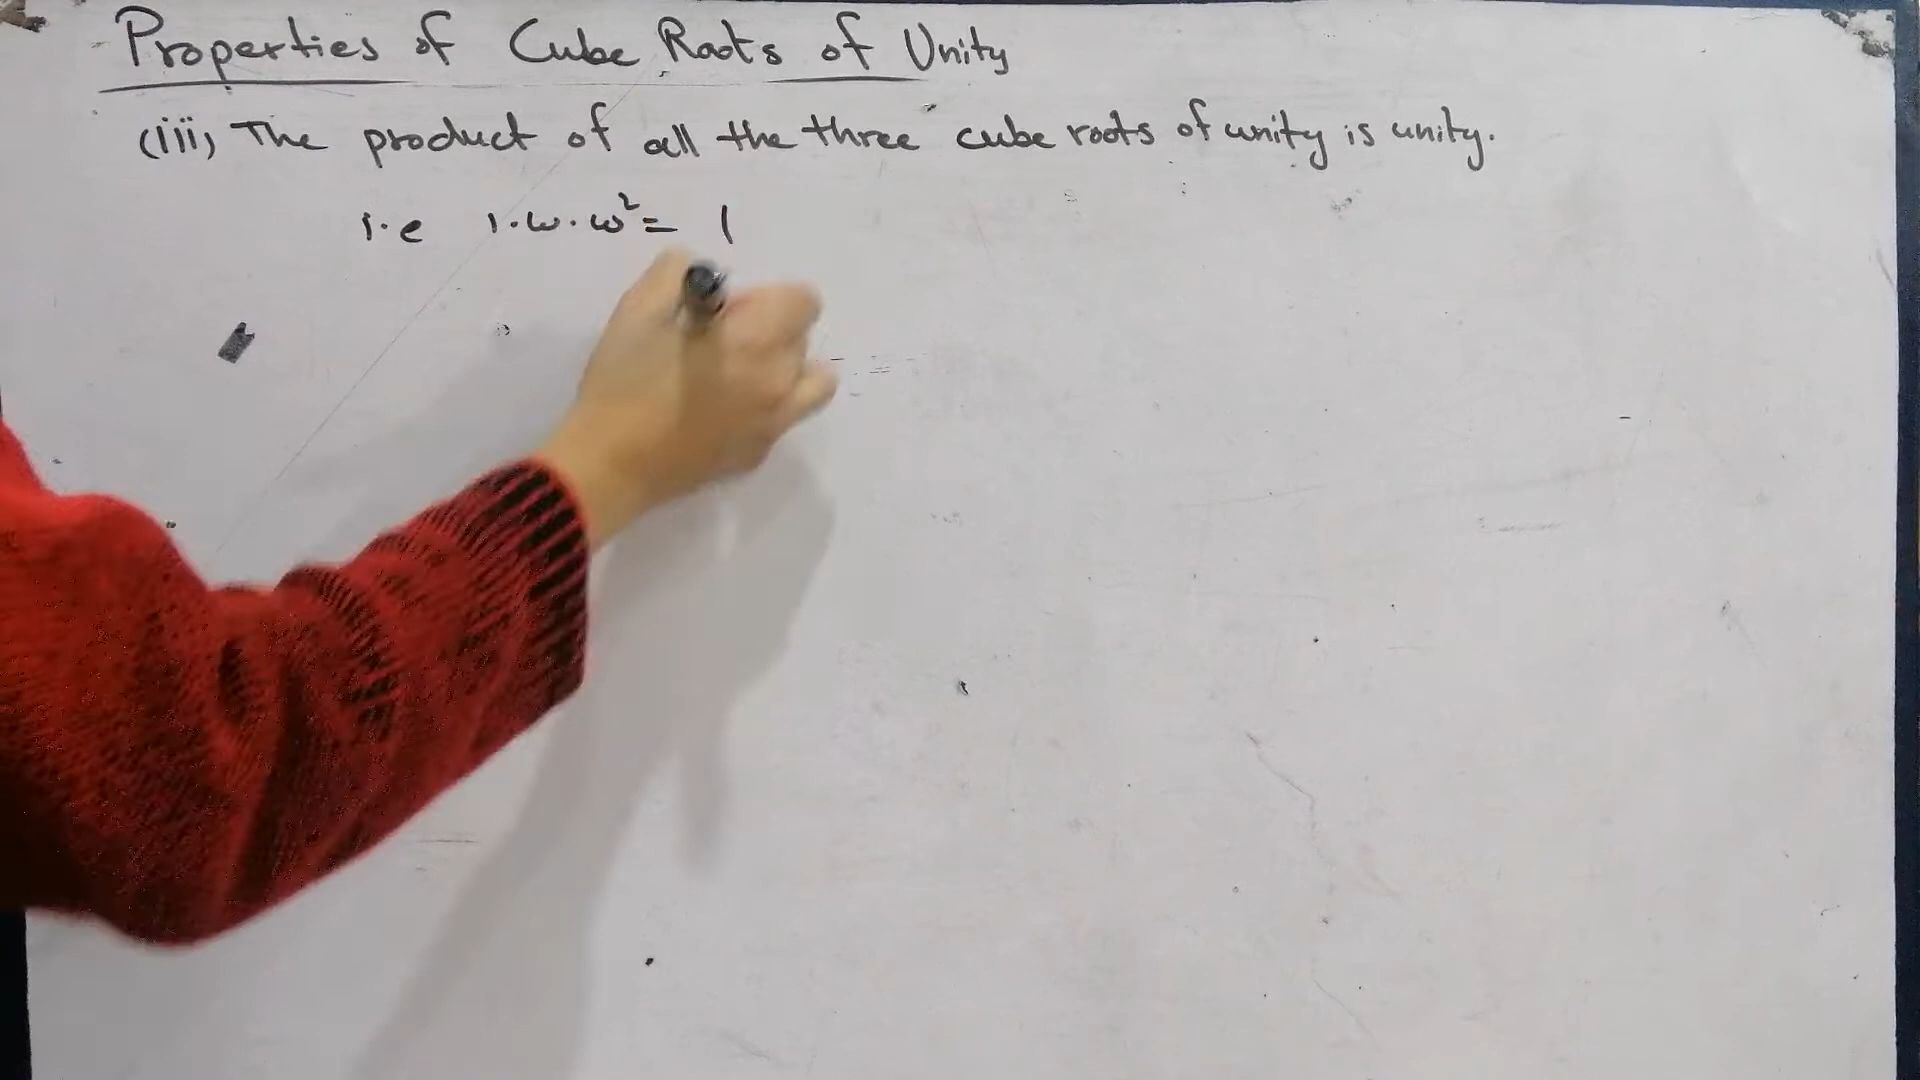 Properties of Cube Roots of Unity
(iii) The product of all the three cube roots of unity is unity.
i.e 1.ω.ω²= 1